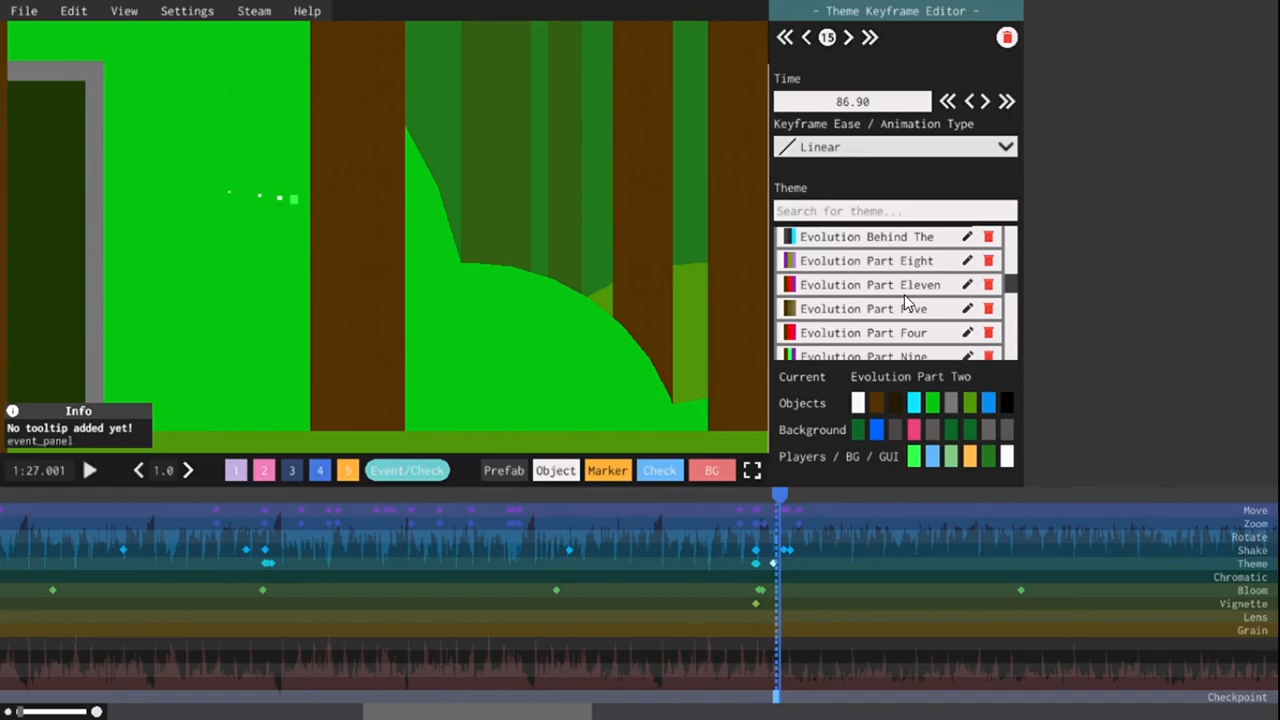 File Edit View Settings Steam Help
- Theme Keyframe Editor -
15
Time
86.90
Keyframe Ease / Animation Type
Linear
Theme
Search for theme...
Evolution Behind The
Evolution Part Eight
Evolution Part Eleven
Evolution Part Five
Evolution Part Four
Evolution Part Nine
Current Evolution Part Two
Objects
Background
Players / BG / GUI
Info
No tooltip added yet!
event_panel
1:27.001 1.0 1 2 3 4 5 Event/Check Prefab Object Marker Check BG
Move
Zoom
Rotate
Shake
Theme
Chromatic
Bloom
Vignette
Lens
Grain
Checkpoint